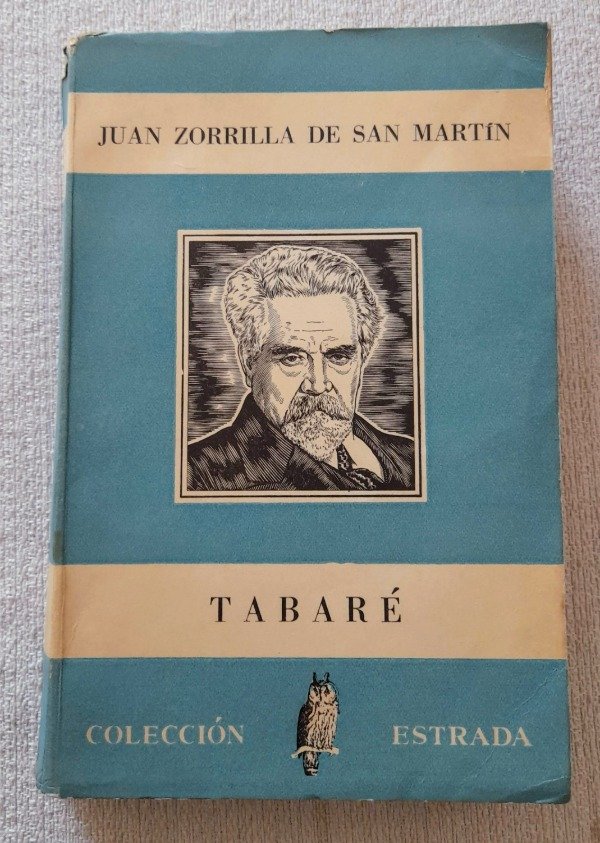 JUAN ZORRILLA DE SAN MARTÍN
TABARÉ
COLECCIÓN ESTRADA